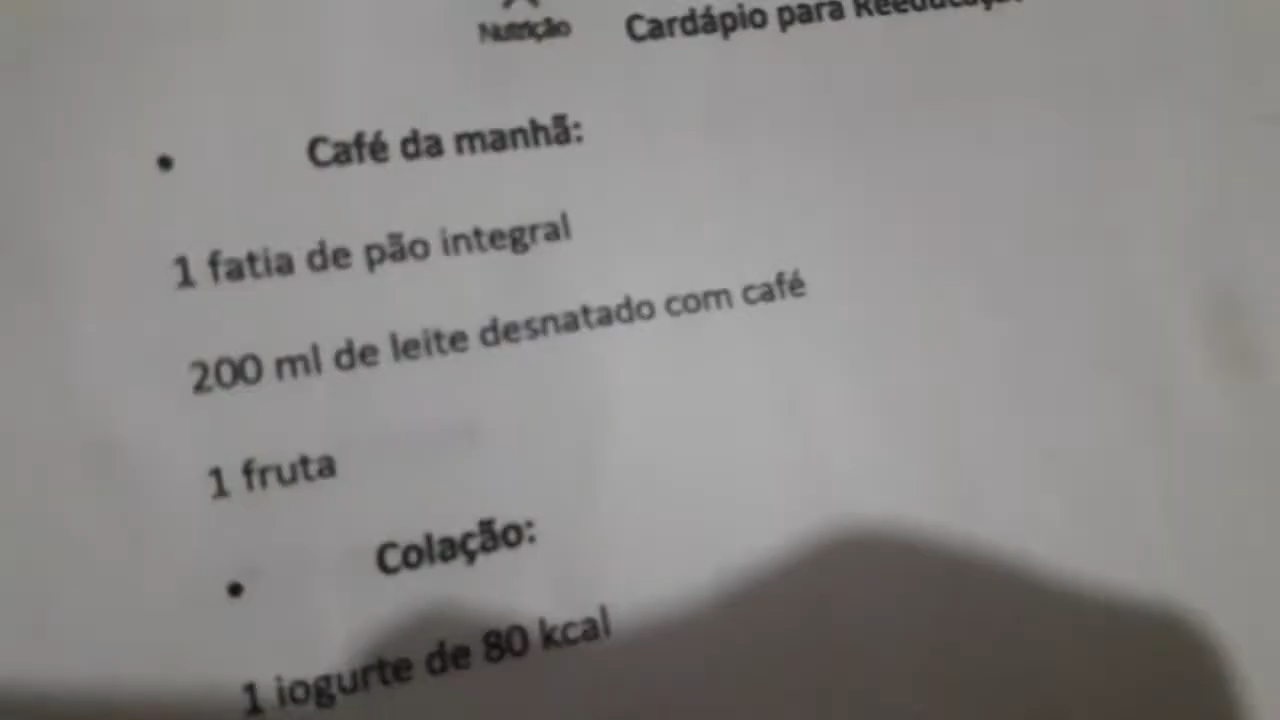 Nutrição
Cardápio para
Café da manhã:
1 fatia de pão integral
200 ml de leite desnatado com café
1 fruta
Colação:
1 iogurte de 80 kcal